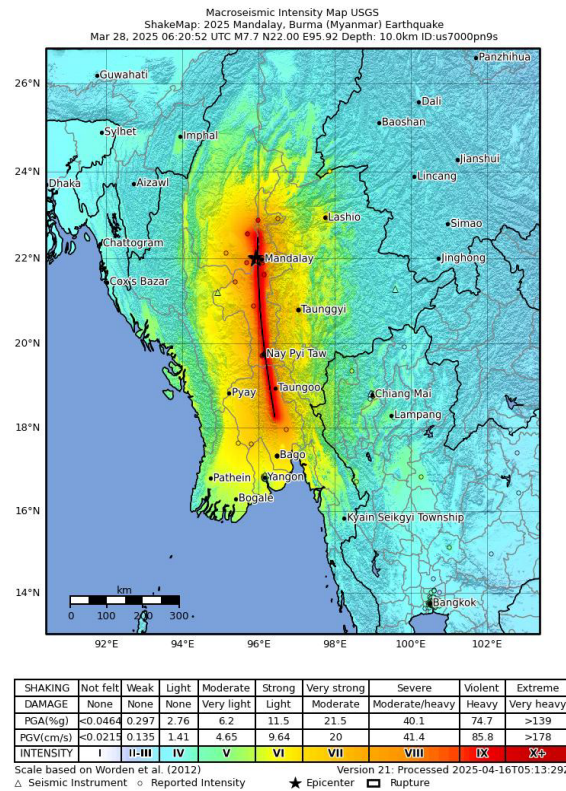 Macroseismic Intensity Map USGS
ShakeMap: 2025 Mandalay, Burma (Myanmar) Earthquake
Mar 28, 2025 06:20:52 UTC M7.7 N22.00 E95.92 Depth: 10.0km ID:us7000pn9s
Panzhihua
26°N
Guwahati
Dali
Baoshan
Sylhet
Imphal
24°N
Jianshui
Dhaka
Aizawl
Lincang
Lashio
Simao
Chattogram
22°N
Mandalay
Jinghong
Cox's Bazar
Taunggyi
20°N
Nay Pyi Taw
Pyay
Taungoo
Chiang Mai
Lampang
18°N
Bago
Pathein
Yangon
Bogale
16°N
Kyain Seikgyi Township
km
14°N
0 100 200 300
Bangkok
92°E 94°E 96°E 98°E 100°E 102°E
SHAKING Not felt Weak Light Moderate Strong Very strong Severe Violent Extreme
DAMAGE None None None Very light Light Moderate Moderate/heavy Heavy Very heavy
PGA(%g) <0.0464 0.297 2.76 6.2 11.5 21.5 40.1 74.7 >139
PGV(cm/s) <0.0215 0.135 1.41 4.65 9.64 20 41.4 85.8 >178
INTENSITY I II-III IV V VI VII VIII IX X+
Scale based on Worden et al. (2012) Version 21: Processed 2025-04-16T05:13:29Z
Seismic Instrument Reported Intensity Epicenter Rupture